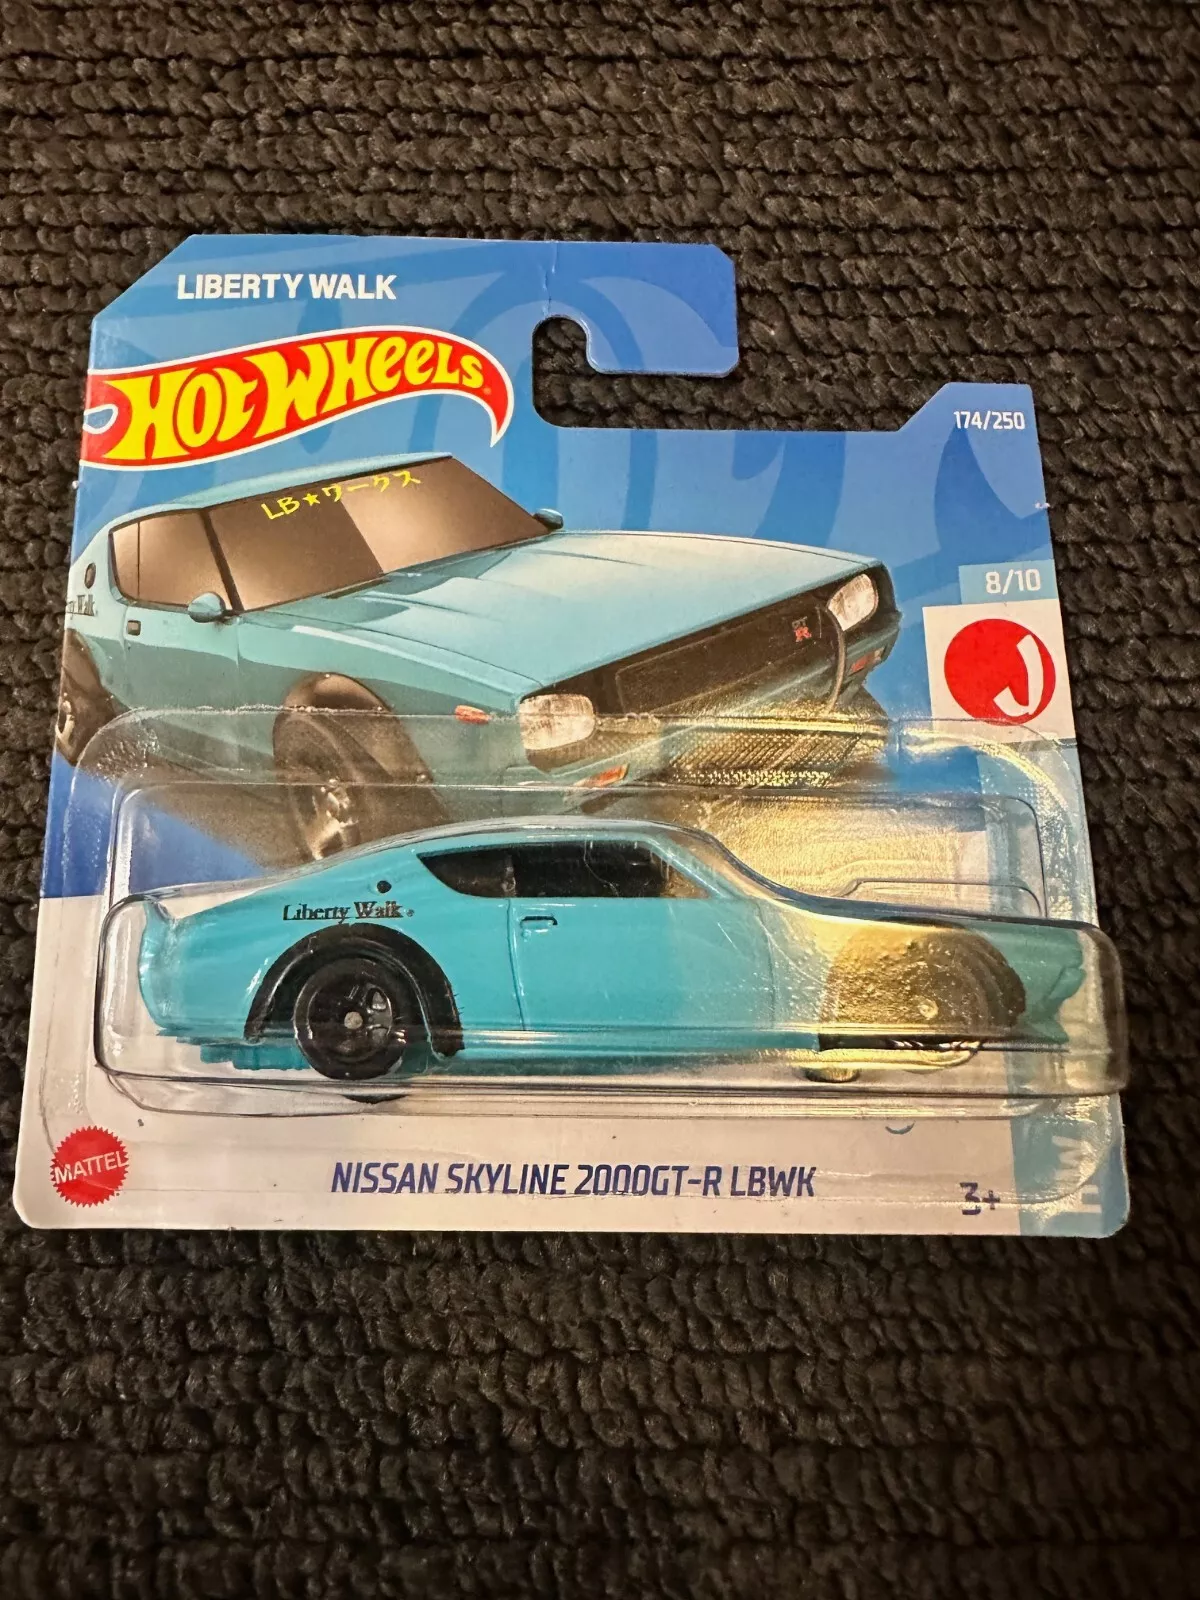 LIBERTY WALK
HOT WHEELS
174/250
LB★ワークス
8/10
J
GT
R
Liberty Walk
MATTEL
NISSAN SKYLINE 2000GT-R LBWK
3+
HW